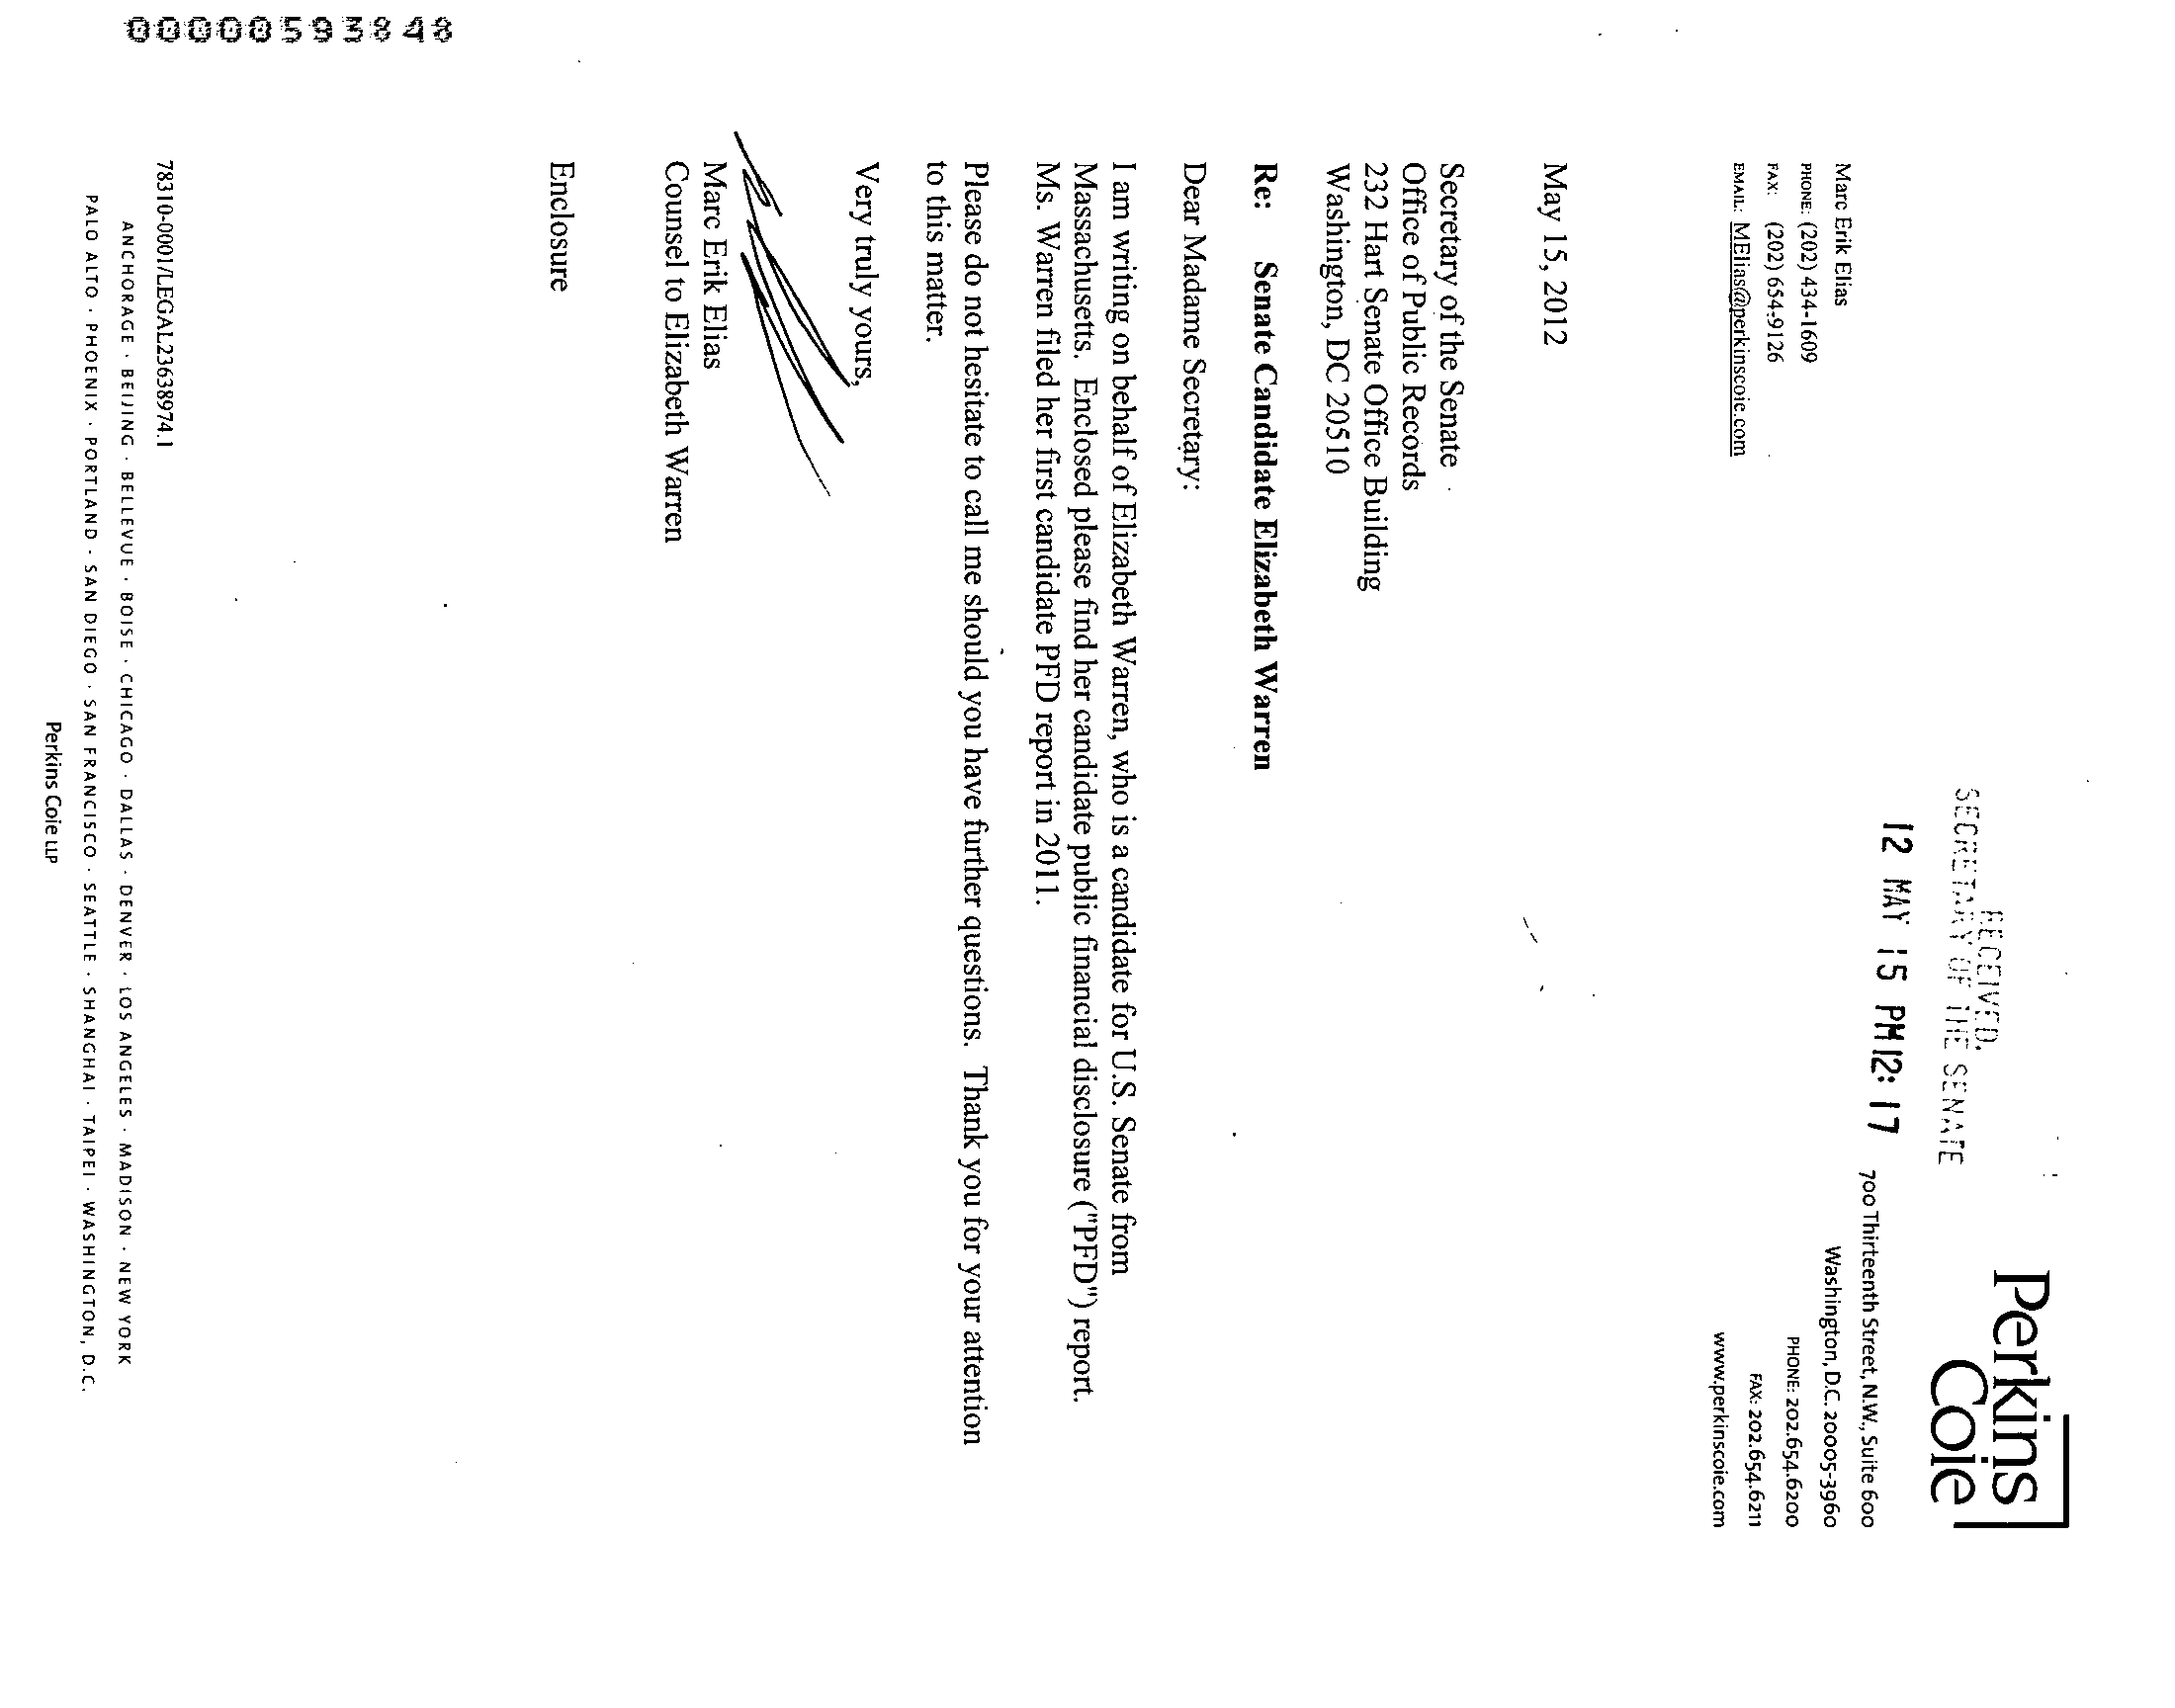 RECEIVED
SECRETARY OF THE SENATE
12 MAY 15 PM 12: 17
Perkins
Coie
700 Thirteenth Street, N.W., Suite 600
Washington, D.C. 20005-3960
PHONE: 202.654.6200
FAX: 202.654.6211
www.perkinscoie.com
Marc Erik Elias
PHONE: (202) 434-1609
FAX: (202) 654-9126
EMAIL: MElias@perkinscoie.com
May 15, 2012
Secretary of the Senate
Office of Public Records
232 Hart Senate Office Building
Washington, DC 20510
Re: Senate Candidate Elizabeth Warren
Dear Madame Secretary:
I am writing on behalf of Elizabeth Warren, who is a candidate for U.S. Senate from
Massachusetts. Enclosed please find her candidate public financial disclosure ("PFD") report.
Ms. Warren filed her first candidate PFD report in 2011.
Please do not hesitate to call me should you have further questions. Thank you for your attention
to this matter.
Very truly yours,
Marc Erik Elias
Counsel to Elizabeth Warren
Enclosure
78310-0001/LEGAL23638974.1
ANCHORAGE · BEIJING · BELLEVUE · BOISE · CHICAGO · DALLAS · DENVER · LOS ANGELES · MADISON · NEW YORK
PALO ALTO · PHOENIX · PORTLAND · SAN DIEGO · SAN FRANCISCO · SEATTLE · SHANGHAI · TAIPEI · WASHINGTON, D.C.
Perkins Coie LLP
00000593848